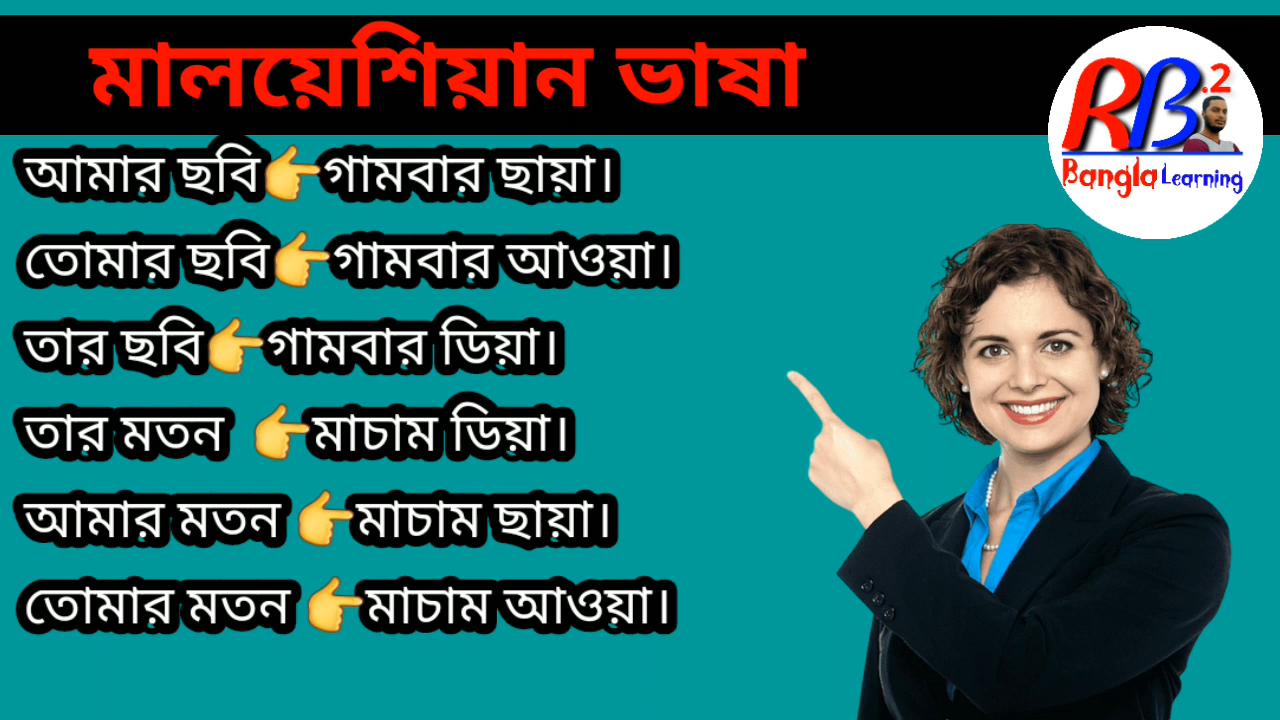 মালয়েশিয়ান ভাষা
RB.2
Bangla Learning
আমার ছবি👉গামবার ছায়া।
তোমার ছবি👉গামবার আওয়া।
তার ছবি👉গামবার ডিয়া।
তার মতন 👉মাচাম ডিয়া।
আমার মতন 👉মাচাম ছায়া।
তোমার মতন 👉মাচাম আওয়া।